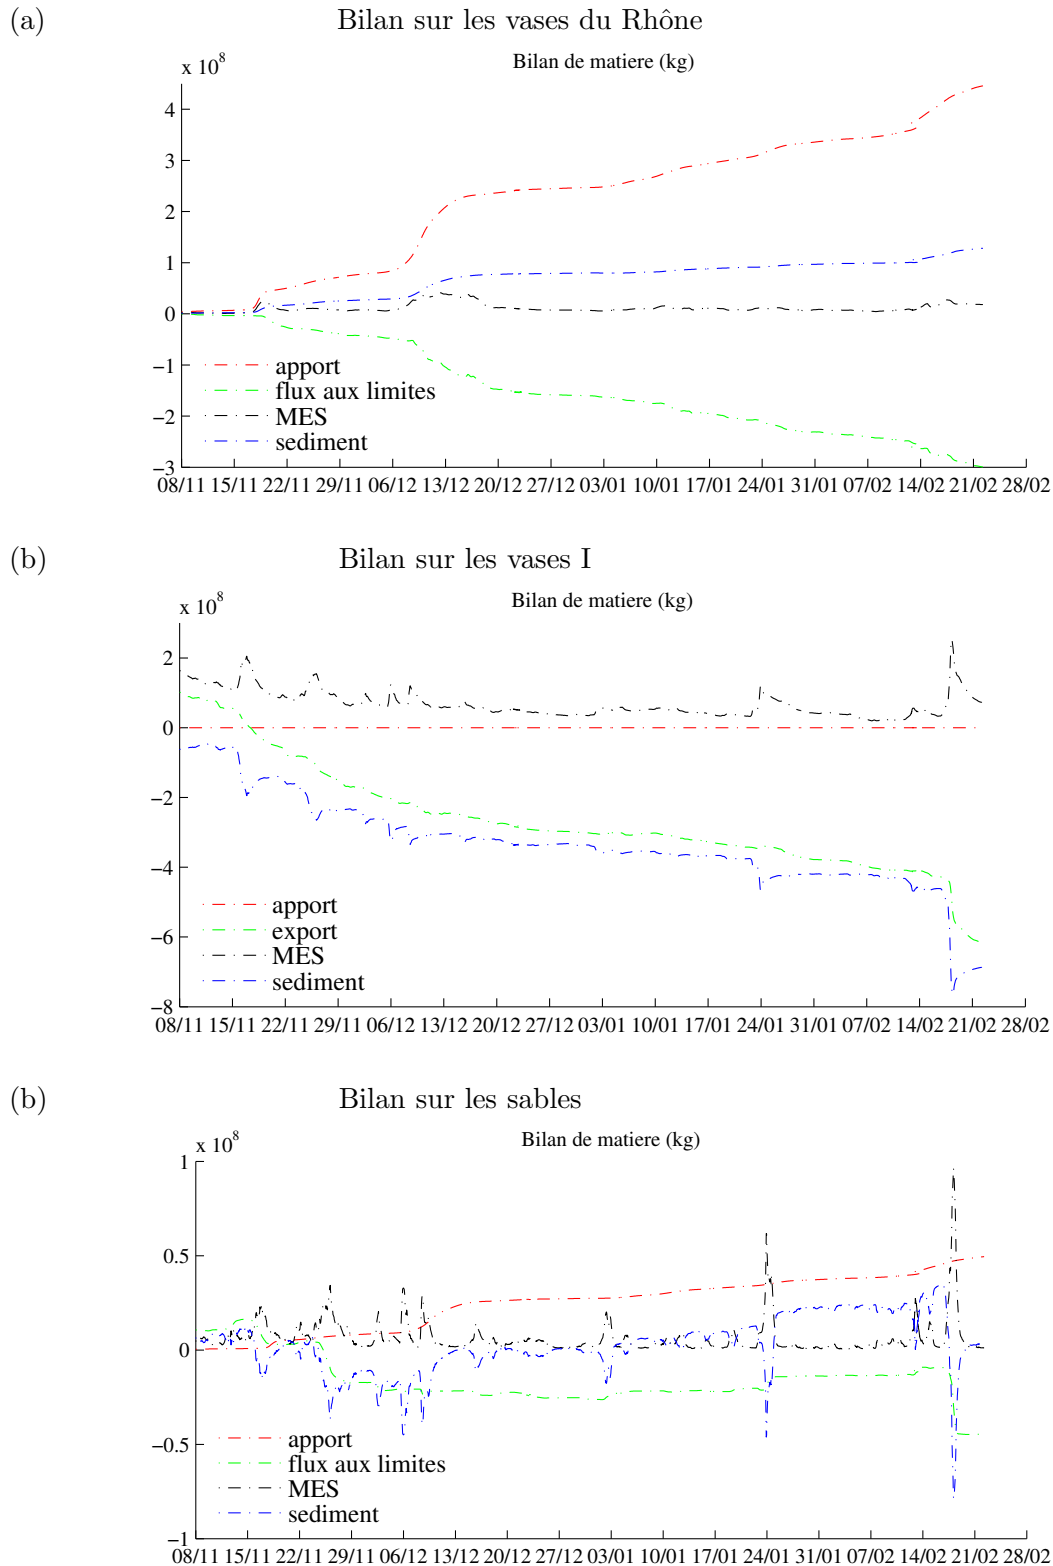 (a) Bilan sur les vases du Rhône
x 10^8 Bilan de matiere (kg)
4
3
2
1
0
−1
−2
−3
apport
flux aux limites
MES
sediment
08/11 15/11 22/11 29/11 06/12 13/12 20/12 27/12 03/01 10/01 17/01 24/01 31/01 07/02 14/02 21/02 28/02
(b) Bilan sur les vases I
x 10^8 Bilan de matiere (kg)
2
0
−2
−4
−6
−8
apport
export
MES
sediment
08/11 15/11 22/11 29/11 06/12 13/12 20/12 27/12 03/01 10/01 17/01 24/01 31/01 07/02 14/02 21/02 28/02
(b) Bilan sur les sables
x 10^8 Bilan de matiere (kg)
1
0.5
0
−0.5
−1
apport
flux aux limites
MES
sediment
08/11 15/11 22/11 29/11 06/12 13/12 20/12 27/12 03/01 10/01 17/01 24/01 31/01 07/02 14/02 21/02 28/02